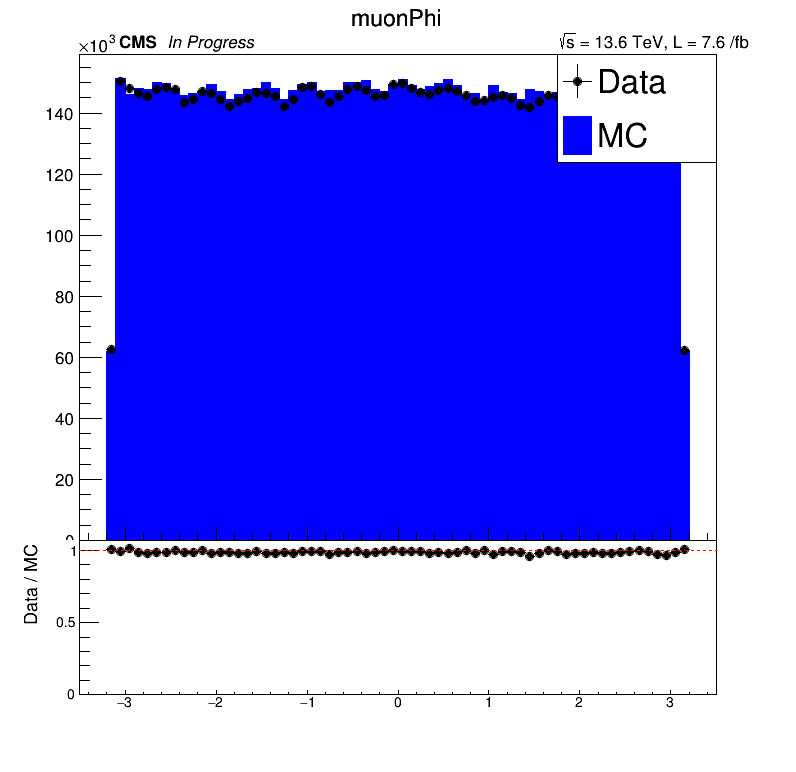 muonPhi
×10³ CMS In Progress
√s = 13.6 TeV, L = 7.6 /fb
Data
MC
140
120
100
80
60
40
20
0
Data / MC
1
0.5
0
−3 −2 −1 0 1 2 3